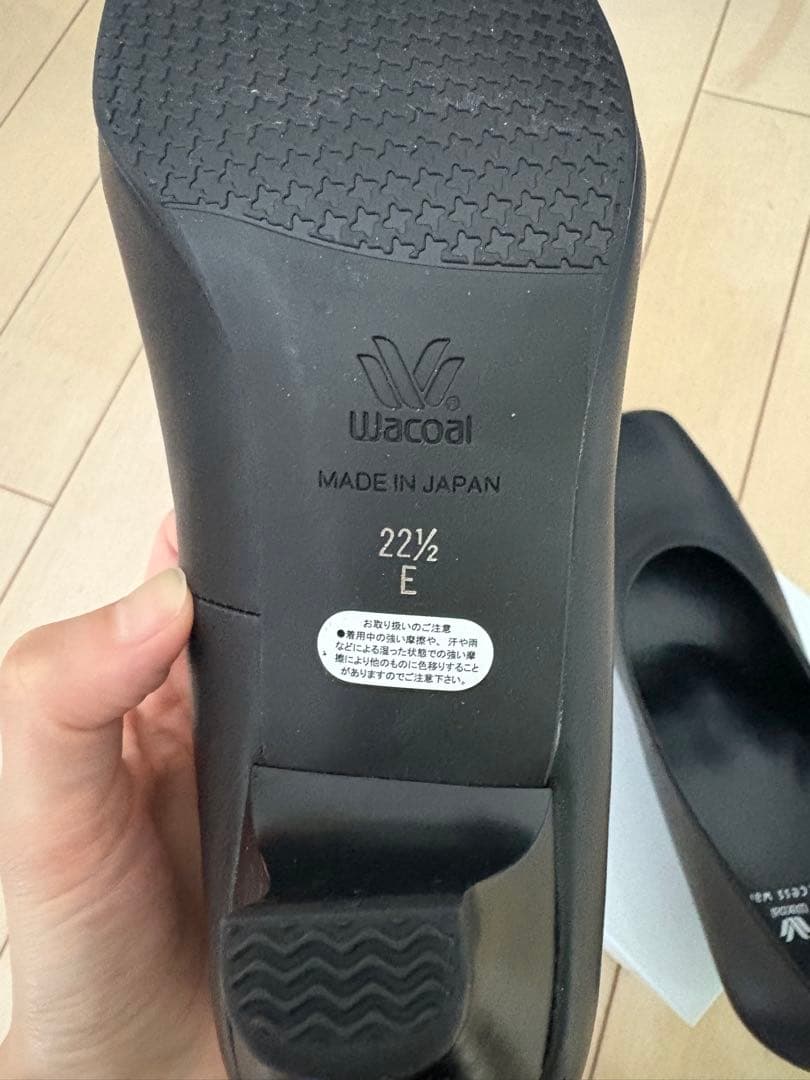 Wacoal
MADE IN JAPAN
22½
E
お取り扱いのご注意
●着用中の強い摩擦や、汗や雨
などによる湿った状態での強い摩
擦により他のものに色移りすること
がありますのでご注意下さい。
Wacoal